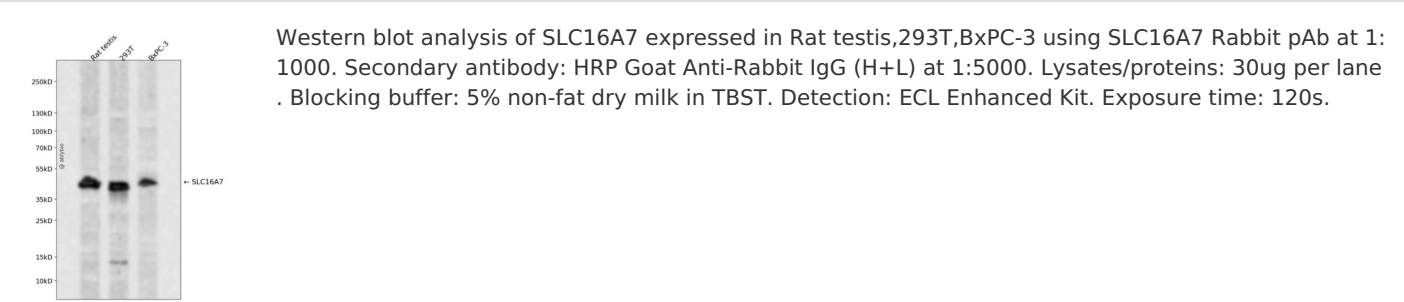 Rat testis
293T
BxPC-3
250kD
130kD
100kD
70kD
55kD
35kD
25kD
15kD
10kD
← SLC16A7
Western blot analysis of SLC16A7 expressed in Rat testis,293T,BxPC-3 using SLC16A7 Rabbit pAb at 1:
1000. Secondary antibody: HRP Goat Anti-Rabbit IgG (H+L) at 1:5000. Lysates/proteins: 30ug per lane
. Blocking buffer: 5% non-fat dry milk in TBST. Detection: ECL Enhanced Kit. Exposure time: 120s.